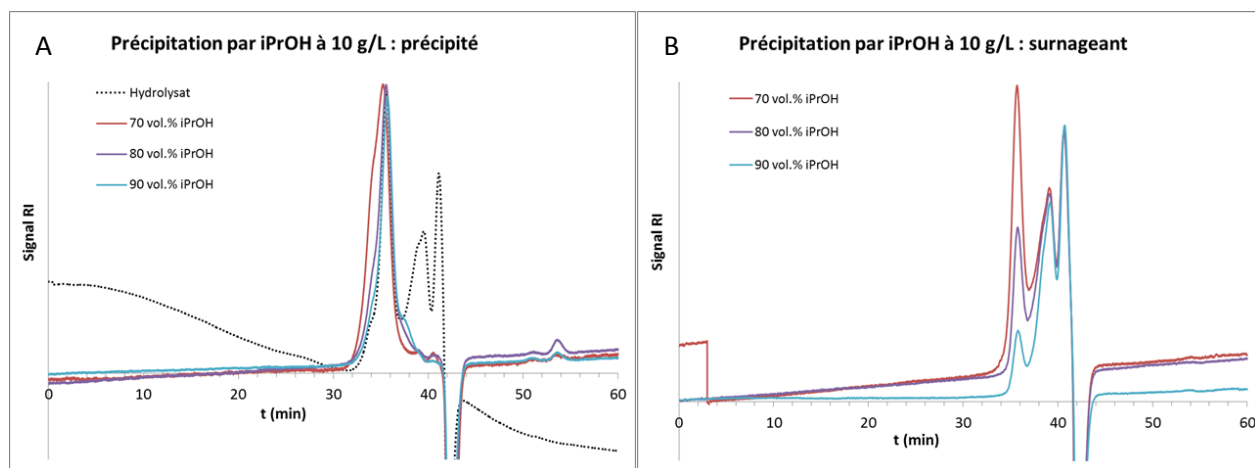 A
Précipitation par iPrOH à 10 g/L : précipité
Hydrolysat
70 vol.% iPrOH
80 vol.% iPrOH
90 vol.% iPrOH
Signal RI
0 10 20 30 40 50 60
t (min)
B
Précipitation par iPrOH à 10 g/L : surnageant
70 vol.% iPrOH
80 vol.% iPrOH
90 vol.% iPrOH
Signal RI
0 10 20 30 40 50 60
t (min)